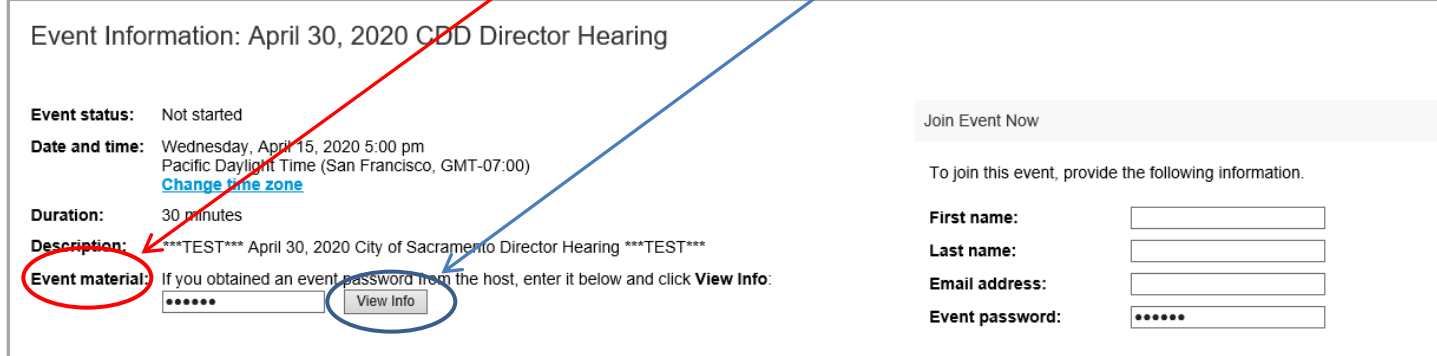 Event Information: April 30, 2020 CDD Director Hearing
Event status: Not started
Date and time: Wednesday, April 15, 2020 5:00 pm
Pacific Daylight Time (San Francisco, GMT-07:00)
Change time zone
Duration: 30 minutes
Description: ***TEST*** April 30, 2020 City of Sacramento Director Hearing ***TEST***
Event material: If you obtained an event password from the host, enter it below and click View Info:
•••••• View Info
Join Event Now
To join this event, provide the following information.
First name:
Last name:
Email address:
Event password: ••••••